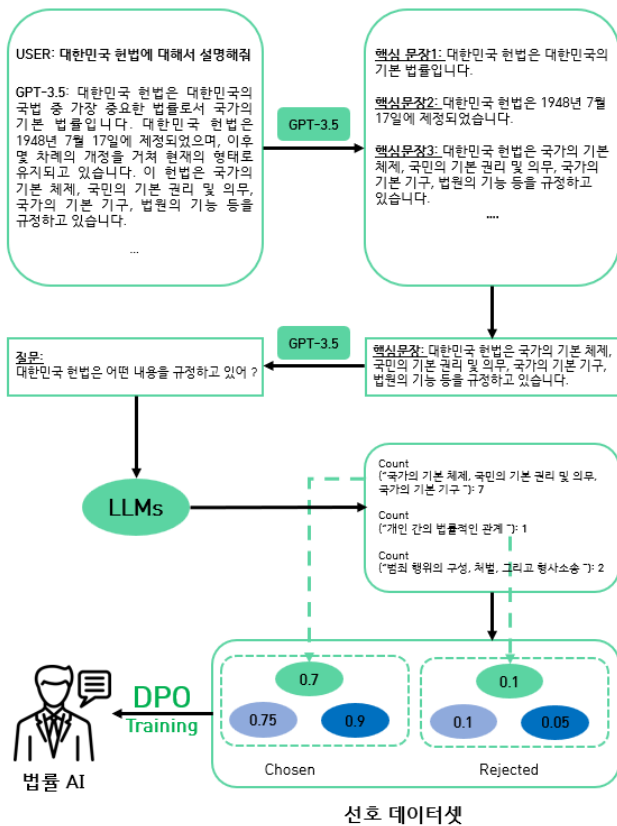 USER: 대한민국 헌법에 대해서 설명해줘
GPT-3.5: 대한민국 헌법은 대한민국의
국법 중 가장 중요한 법률로서 국가의
기본 법률입니다. 대한민국 헌법은
1948년 7월 17일에 제정되었으며, 이후
몇 차례의 개정을 거쳐 현재의 형태로
유지되고 있습니다. 이 헌법은 국가의
기본 체제, 국민의 기본 권리 및 의무,
국가의 기본 기구, 법원의 기능 등을
규정하고 있습니다.
...
GPT-3.5
핵심 문장1: 대한민국 헌법은 대한민국의
기본 법률입니다.
핵심문장2: 대한민국 헌법은 1948년 7월
17일에 제정되었습니다.
핵심문장3: 대한민국 헌법은 국가의 기본
체제, 국민의 기본 권리 및 의무, 국가의
기본 기구, 법원의 기능 등을 규정하고
있습니다.
....
핵심문장: 대한민국 헌법은 국가의 기본 체제,
국민의 기본 권리 및 의무, 국가의 기본 기구,
법원의 기능 등을 규정하고 있습니다.
GPT-3.5
질문:
대한민국 헌법은 어떤 내용을 규정하고 있어 ?
LLMs
Count
("국가의 기본 체제, 국민의 기본 권리 및 의무,
국가의 기본 기구 ~"): 7
Count
("개인 간의 법률적인 관계 ~"): 1
Count
("범죄 행위의 구성, 처벌, 그리고 형사소송 ~"): 2
0.7
0.75
0.9
Chosen
0.1
0.1
0.05
Rejected
선호 데이터셋
DPO
Training
법률 AI